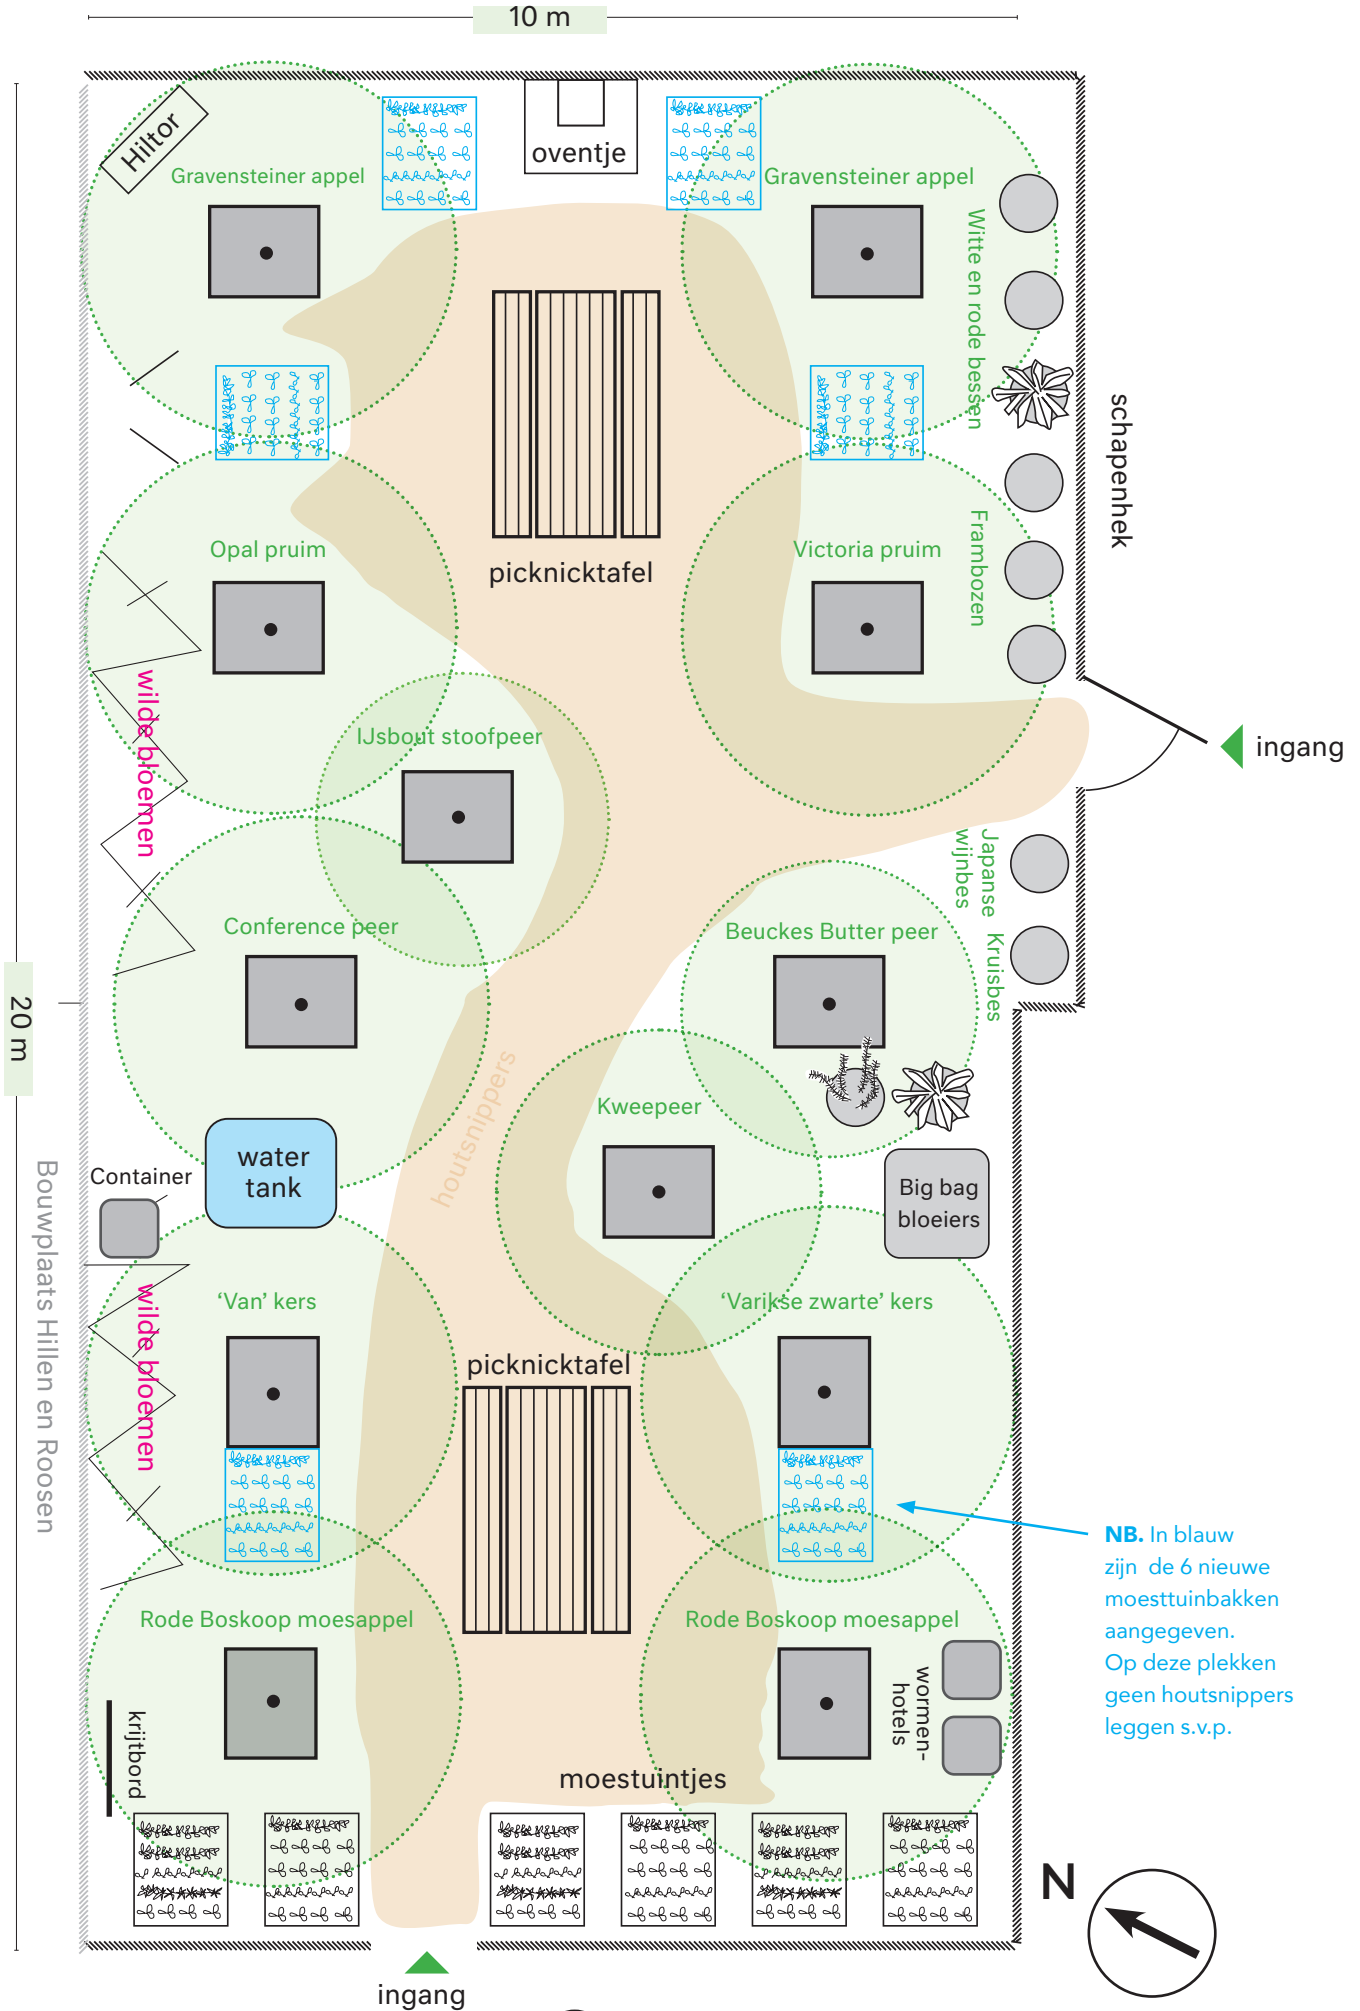 10 m
Hiltor
oventje
Gravensteiner appel
Gravensteiner appel
Witte en rode bessen
schapenhek
Opal pruim
picknicktafel
Victoria pruim
Frambozen
wilde bloemen
IJsbout stoofpeer
ingang
Japanse
wijnbes
Conference peer
Beuckes Butter peer
Kruisbes
20 m
houtsnippers
Kweepeer
water
tank
Container
Big bag
bloeiers
Bouwplaats Hillen en Roosen
'Van' kers
'Varikse zwarte' kers
wilde bloemen
picknicktafel
NB. In blauw
zijn de 6 nieuwe
moesttuinbakken
aangegeven.
Op deze plekken
geen houtsnippers
leggen s.v.p.
Rode Boskoop moesappel
Rode Boskoop moesappel
wormen-
hotels
krijtbord
moestuintjes
N
ingang